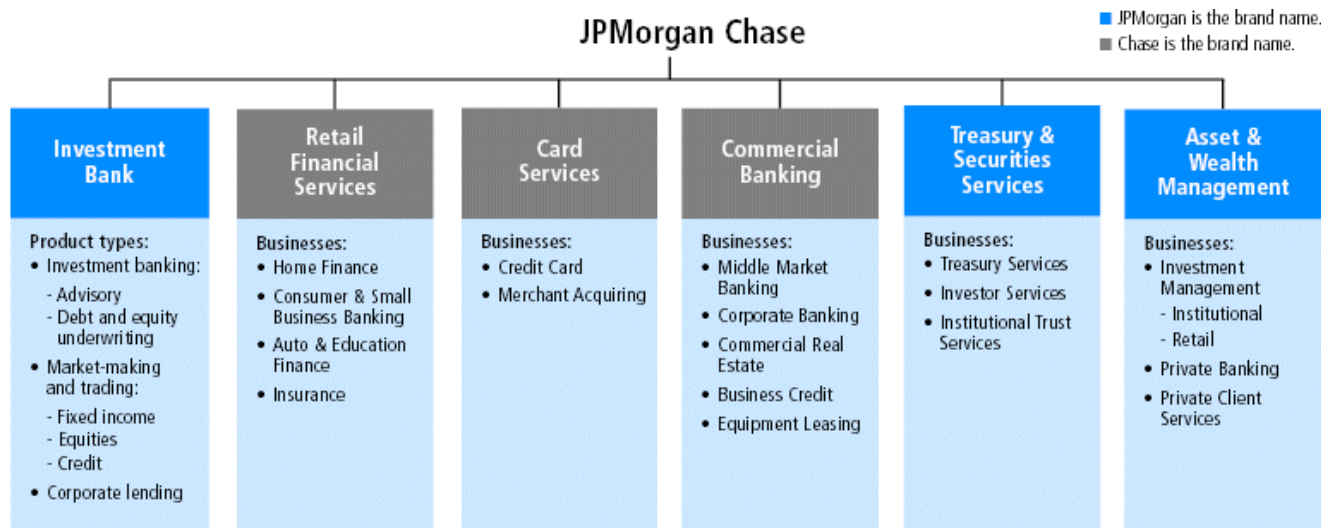 JPMorgan Chase
JPMorgan is the brand name.
Chase is the brand name.
Investment
Bank
Product types:
• Investment banking:
- Advisory
- Debt and equity
underwriting
• Market-making
and trading:
- Fixed income
- Equities
- Credit
• Corporate lending
Retail
Financial
Services
Businesses:
• Home Finance
• Consumer & Small
Business Banking
• Auto & Education
Finance
• Insurance
Card
Services
Businesses:
• Credit Card
• Merchant Acquiring
Commercial
Banking
Businesses:
• Middle Market
Banking
• Corporate Banking
• Commercial Real
Estate
• Business Credit
• Equipment Leasing
Treasury &
Securities
Services
Businesses:
• Treasury Services
• Investor Services
• Institutional Trust
Services
Asset &
Wealth
Management
Businesses:
• Investment
Management
- Institutional
- Retail
• Private Banking
• Private Client
Services